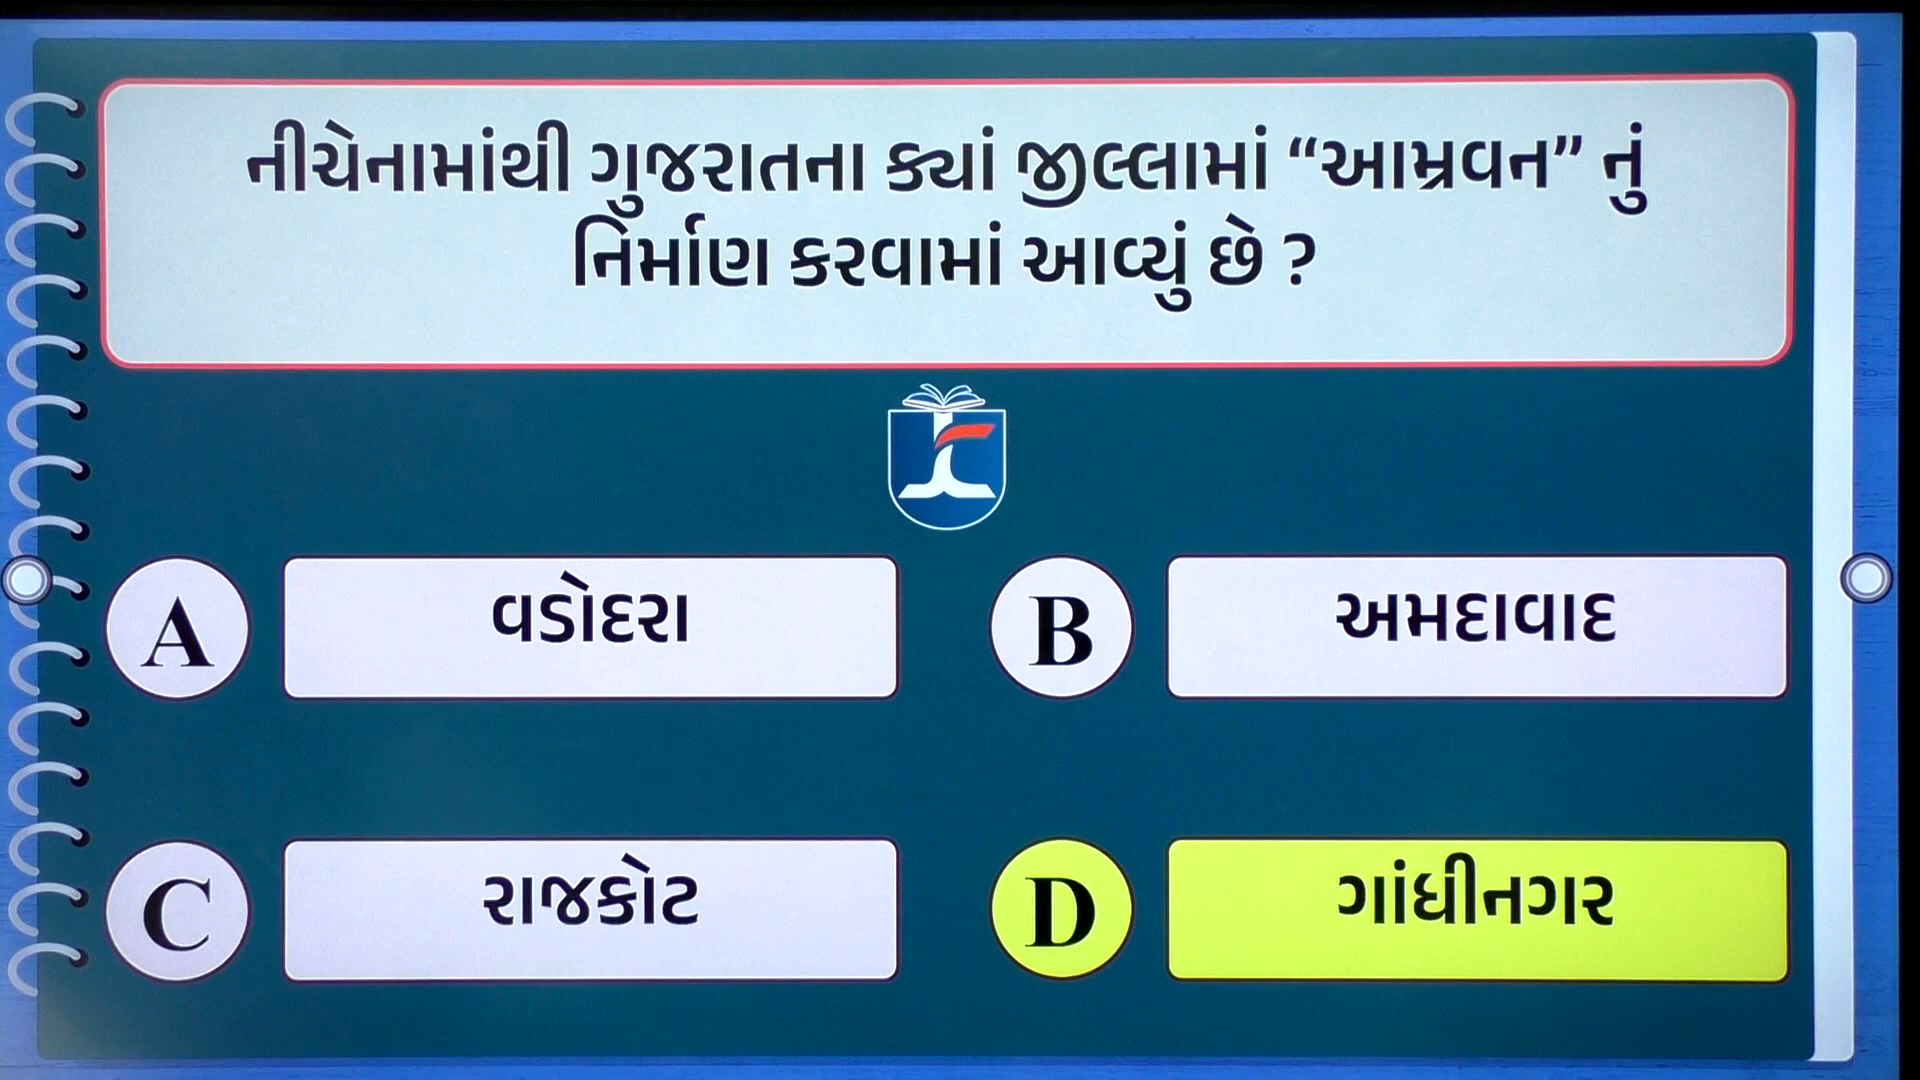 નીચેનામાંથી ગુજરાતના ક્યાં જીલ્લામાં “આમ્રવન” નું
નિર્માણ કરવામાં આવ્યું છે ?
A વડોદરા
B અમદાવાદ
C રાજકોટ
D ગાંધીનગર